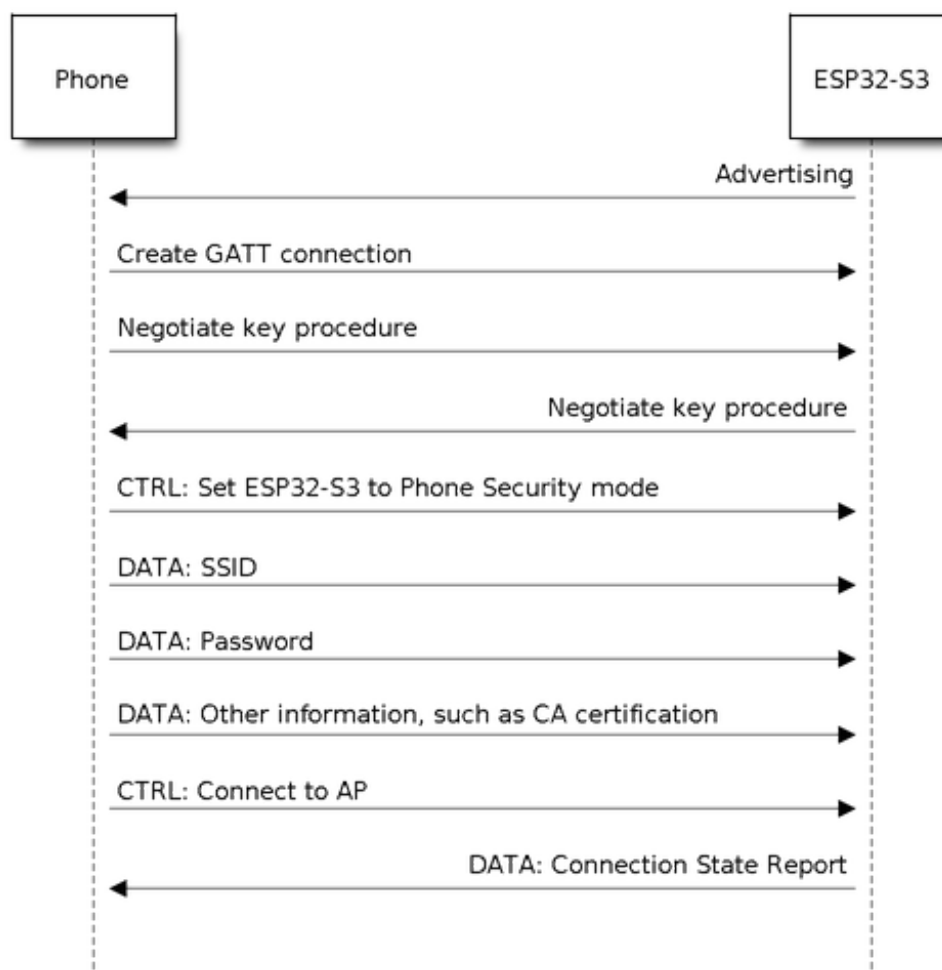 Phone
ESP32-S3
Advertising
Create GATT connection
Negotiate key procedure
Negotiate key procedure
CTRL: Set ESP32-S3 to Phone Security mode
DATA: SSID
DATA: Password
DATA: Other information, such as CA certification
CTRL: Connect to AP
DATA: Connection State Report